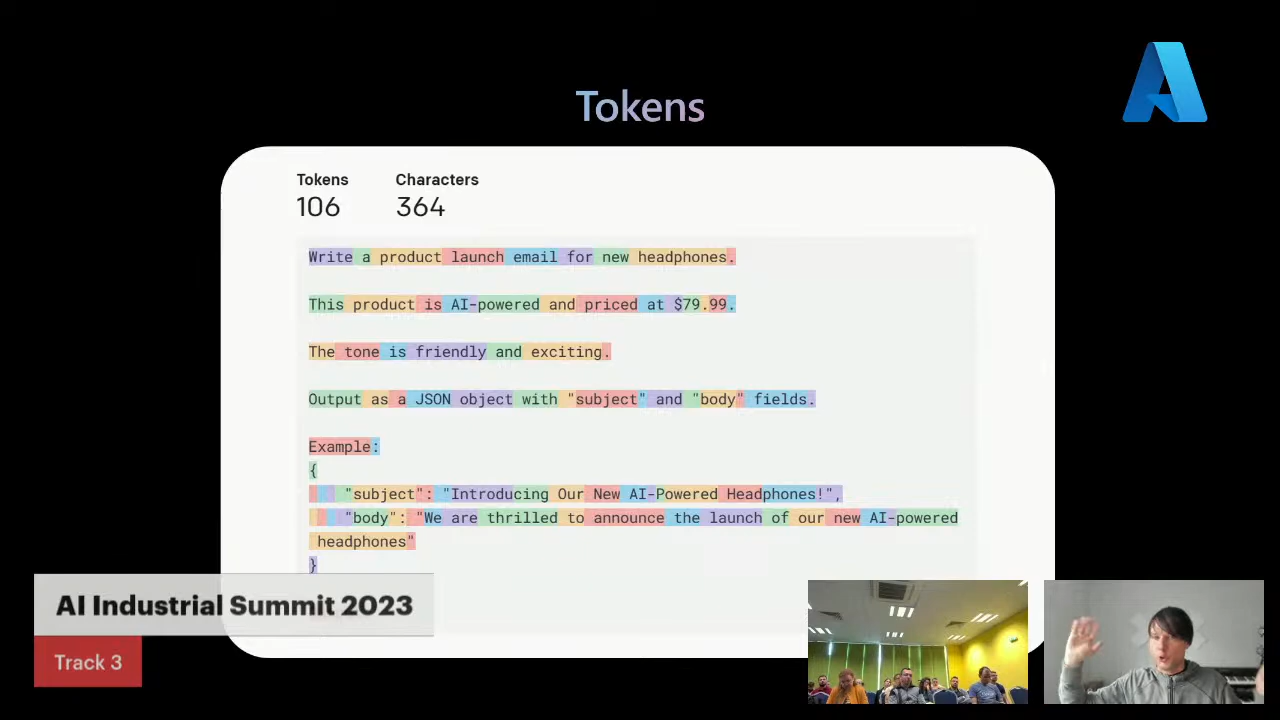 Tokens
Tokens Characters
106 364
Write a product launch email for new headphones.
This product is AI-powered and priced at $79.99.
The tone is friendly and exciting.
Output as a JSON object with "subject" and "body" fields.
Example:
{
"subject": "Introducing Our New AI-Powered Headphones!",
"body": "We are thrilled to announce the launch of our new AI-powered
headphones"
}
AI Industrial Summit 2023
Track 3